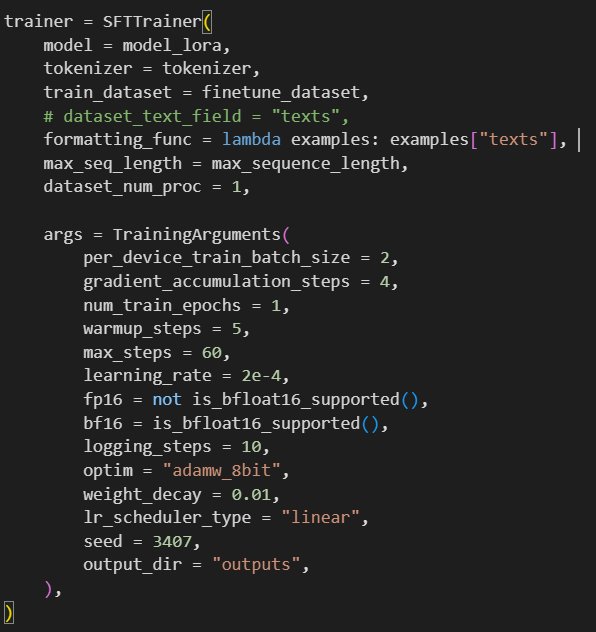 trainer = SFTTrainer(
    model = model_lora,
    tokenizer = tokenizer,
    train_dataset = finetune_dataset,
    # dataset_text_field = "texts",
    formatting_func = lambda examples: examples["texts"],
    max_seq_length = max_sequence_length,
    dataset_num_proc = 1,

    args = TrainingArguments(
        per_device_train_batch_size = 2,
        gradient_accumulation_steps = 4,
        num_train_epochs = 1,
        warmup_steps = 5,
        max_steps = 60,
        learning_rate = 2e-4,
        fp16 = not is_bfloat16_supported(),
        bf16 = is_bfloat16_supported(),
        logging_steps = 10,
        optim = "adamw_8bit",
        weight_decay = 0.01,
        lr_scheduler_type = "linear",
        seed = 3407,
        output_dir = "outputs",
    ),
)